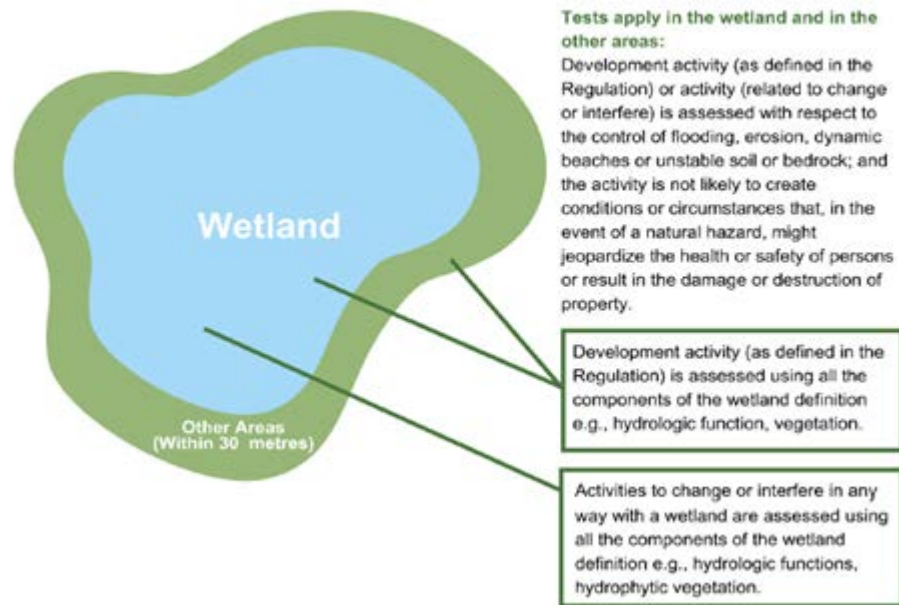 Tests apply in the wetland and in the
other areas:
Development activity (as defined in the
Regulation) or activity (related to change
or interfere) is assessed with respect to
the control of flooding, erosion, dynamic
beaches or unstable soil or bedrock; and
the activity is not likely to create
conditions or circumstances that, in the
event of a natural hazard, might
jeopardize the health or safety of persons
or result in the damage or destruction of
property.
Wetland
Other Areas
(Within 30 metres)
Development activity (as defined in the
Regulation) is assessed using all the
components of the wetland definition
e.g., hydrologic function, vegetation.
Activities to change or interfere in any
way with a wetland are assessed using
all the components of the wetland
definition e.g., hydrologic functions,
hydrophytic vegetation.